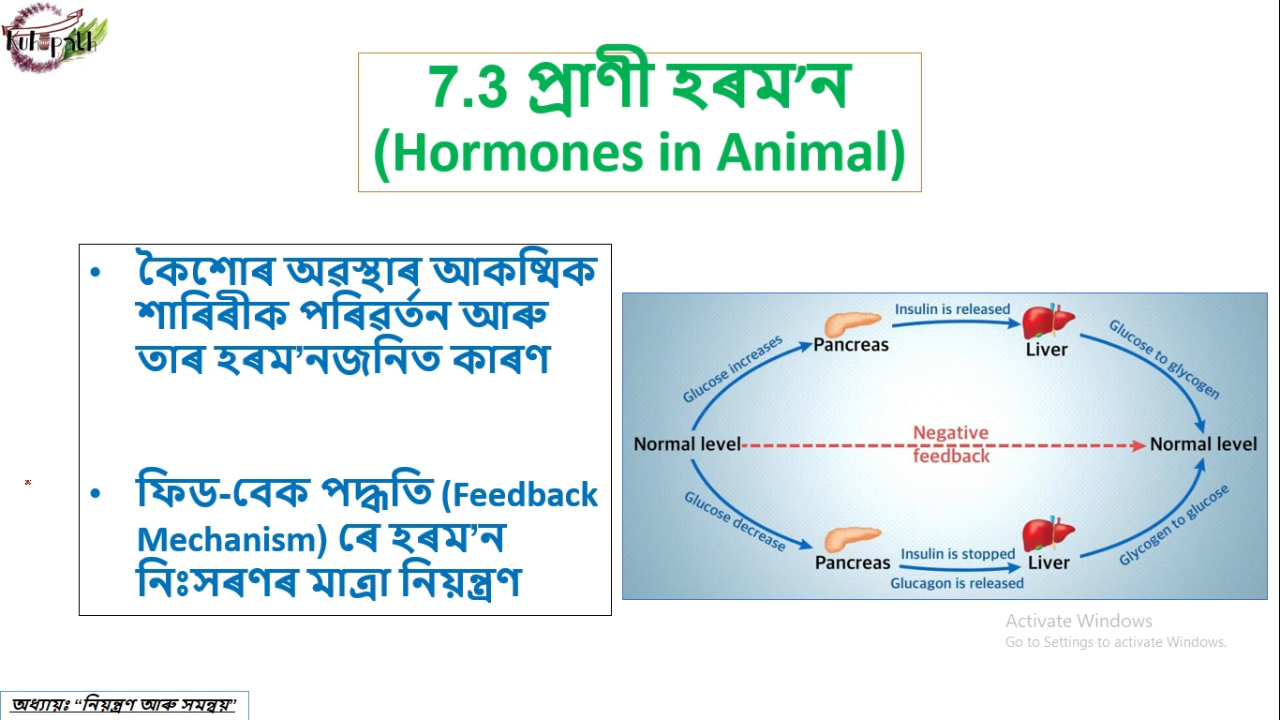 Kuhipath
7.3 প্ৰাণী হৰম’ন
(Hormones in Animal)
• কৈশোৰ অৱস্থাৰ আকষ্মিক
শাৰিৰীক পৰিৱৰ্তন আৰু
তাৰ হৰম’নজনিত কাৰণ
• ফিড-বেক পদ্ধতি (Feedback
Mechanism) ৰে হৰম’ন
নিঃসৰণৰ মাত্ৰা নিয়ন্ত্ৰণ
Insulin is released
Pancreas
Liver
Glucose increases
Glucose to glycogen
Normal level
Negative
feedback
Normal level
Glucose decrease
Glycogen to glucose
Pancreas
Insulin is stopped
Glucagon is released
Liver
Activate Windows
Go to Settings to activate Windows.
অধ্যায়ঃ “নিয়ন্ত্ৰণ আৰু সমন্বয়”